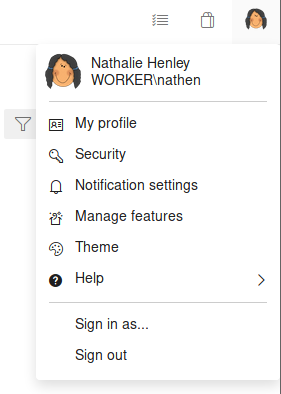 Nathalie Henley
WORKER\nathen
My profile
Security
Notification settings
Manage features
Theme
Help
Sign in as...
Sign out